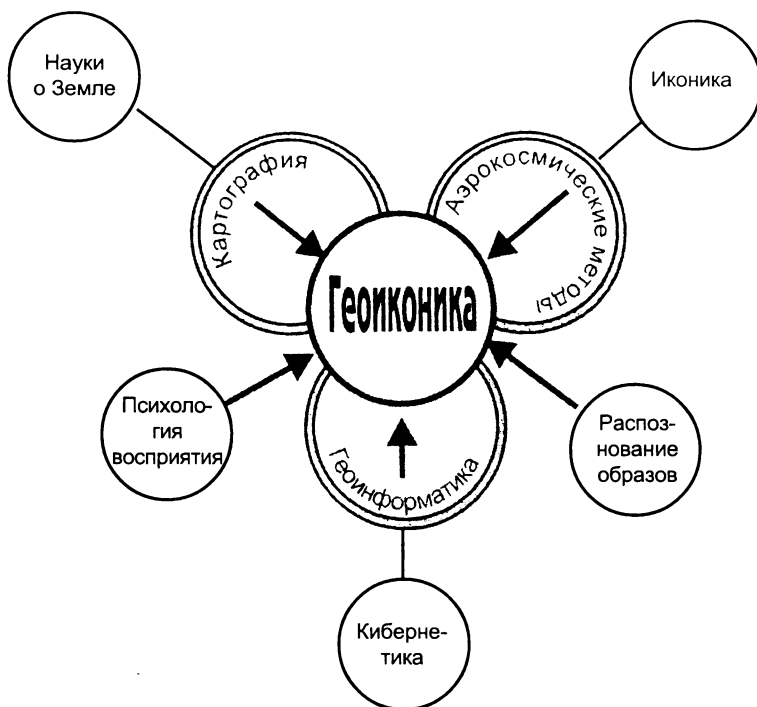 Науки
о Земле
Иконика
Картография
Аэрокосмические методы
Геоиконика
Психоло-
гия
восприятия
Распоз-
нование
образов
Геоинформатика
Киберне-
тика